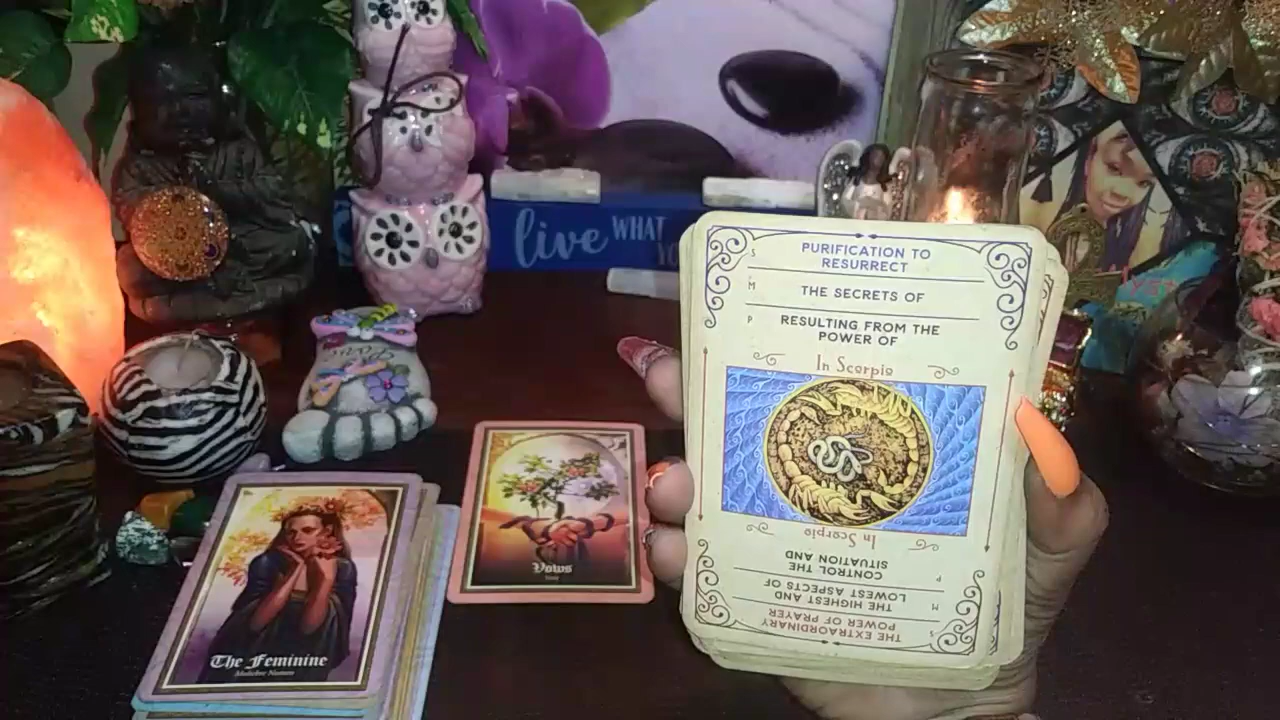 live WHAT
PURIFICATION TO
RESURRECT
S
M
THE SECRETS OF
P
RESULTING FROM THE
POWER OF
In Scorpio
In Scorpio
CONTROL THE
SITUATION AND
P
THE HIGHEST AND
LOWEST ASPECTS OF
M
THE EXTRAORDINARY
POWER OF PRAYER
S
Vows
The Feminine